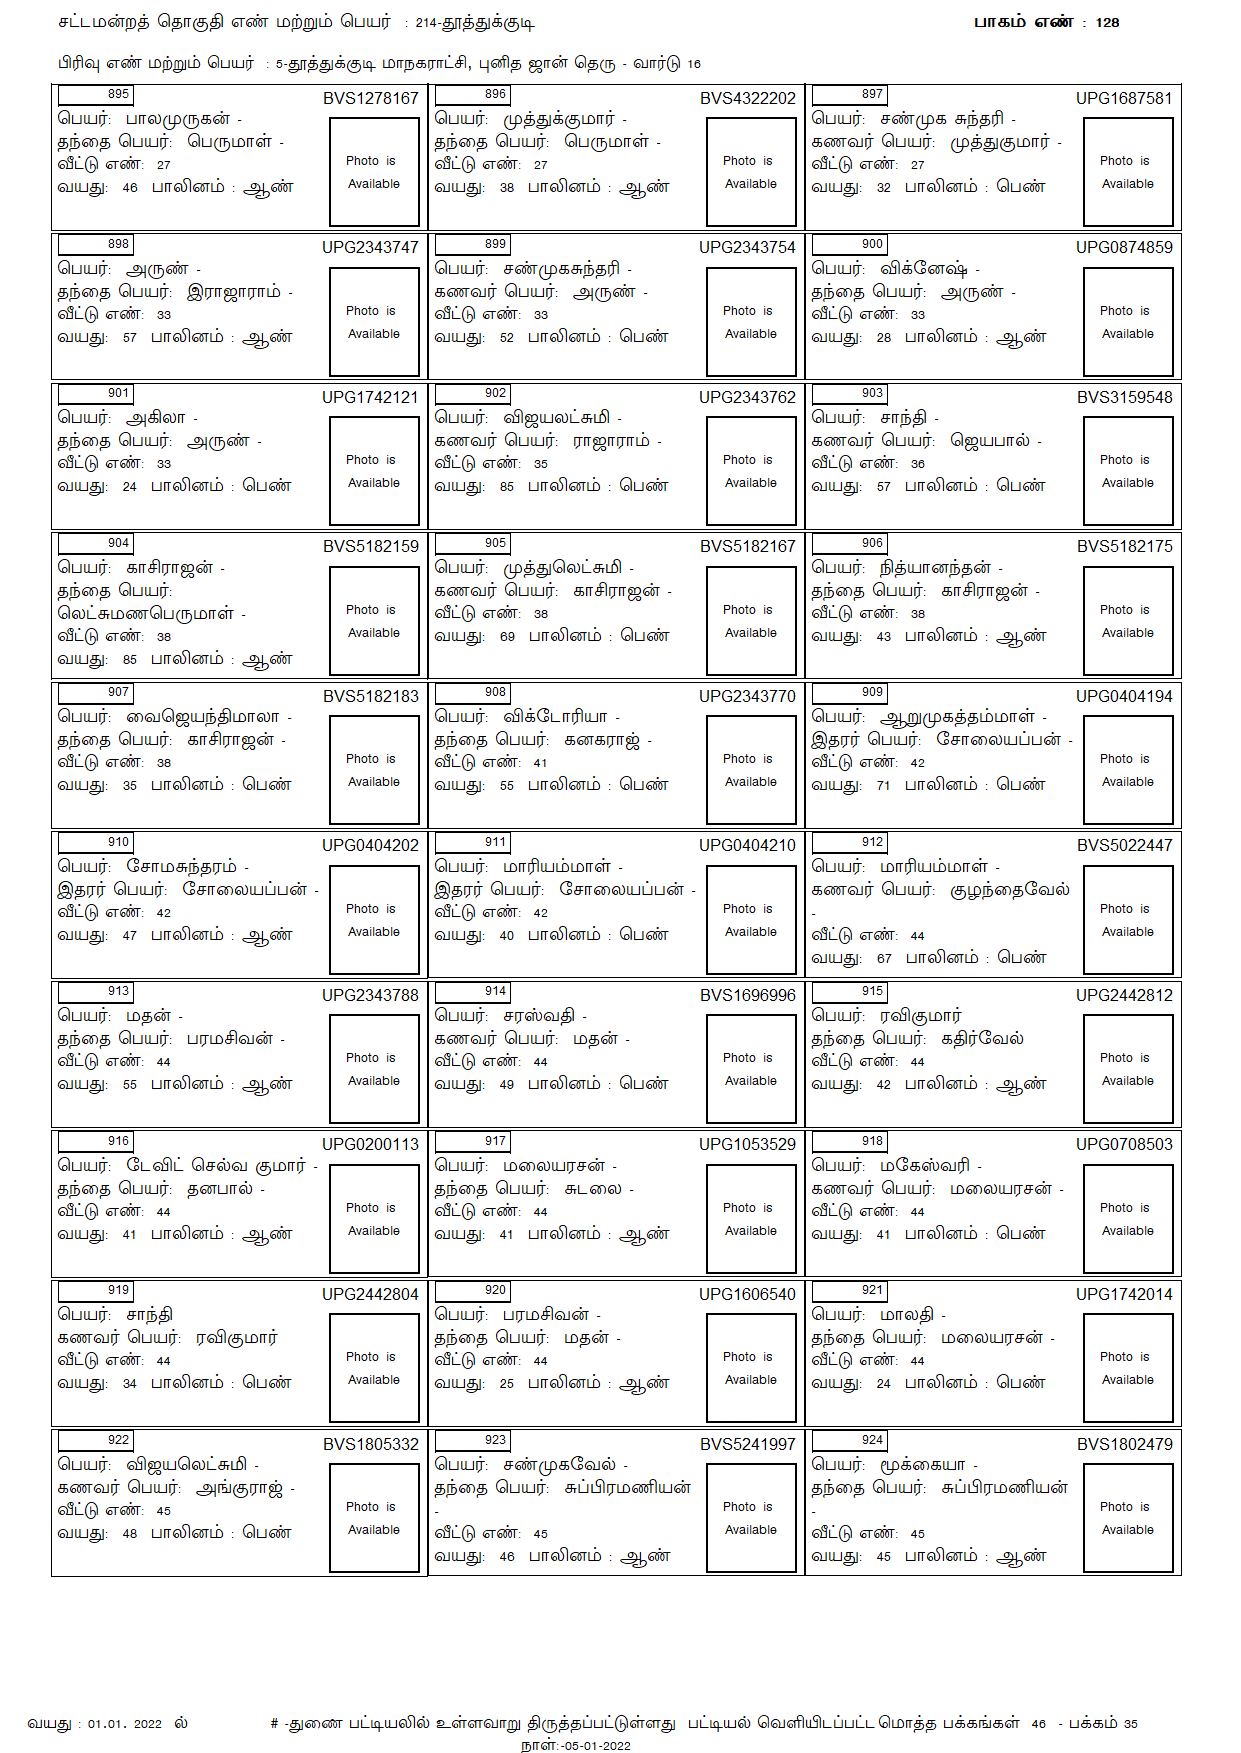 சட்டமன்றத் தொகுதி எண் மற்றும் பெயர் : 214-தூத்துக்குடி பாகம் எண் : 128
பிரிவு எண் மற்றும் பெயர் : 5-தூத்துக்குடி மாநகராட்சி, புனித ஜான் தெரு - வார்டு 16
895 BVS1278167
பெயர்: பாலமுருகன் -
தந்தை பெயர்: பெருமாள் -
வீட்டு எண்: 27
வயது: 46 பாலினம் : ஆண்
Photo is
Available
896 BVS4322202
பெயர்: முத்துக்குமார் -
தந்தை பெயர்: பெருமாள் -
வீட்டு எண்: 27
வயது: 38 பாலினம் : ஆண்
Photo is
Available
897 UPG1687581
பெயர்: சண்முக சுந்தரி -
கணவர் பெயர்: முத்துகுமார் -
வீட்டு எண்: 27
வயது: 32 பாலினம் : பெண்
Photo is
Available
898 UPG2343747
பெயர்: அருண் -
தந்தை பெயர்: இராஜாராம் -
வீட்டு எண்: 33
வயது: 57 பாலினம் : ஆண்
Photo is
Available
899 UPG2343754
பெயர்: சண்முகசுந்தரி -
கணவர் பெயர்: அருண் -
வீட்டு எண்: 33
வயது: 52 பாலினம் : பெண்
Photo is
Available
900 UPG0874859
பெயர்: விக்னேஷ் -
தந்தை பெயர்: அருண் -
வீட்டு எண்: 33
வயது: 28 பாலினம் : ஆண்
Photo is
Available
901 UPG1742121
பெயர்: அகிலா -
தந்தை பெயர்: அருண் -
வீட்டு எண்: 33
வயது: 24 பாலினம் : பெண்
Photo is
Available
902 UPG2343762
பெயர்: விஜயலட்சுமி -
கணவர் பெயர்: ராஜாராம் -
வீட்டு எண்: 35
வயது: 85 பாலினம் : பெண்
Photo is
Available
903 BVS3159548
பெயர்: சாந்தி -
கணவர் பெயர்: ஜெயபால் -
வீட்டு எண்: 36
வயது: 57 பாலினம் : பெண்
Photo is
Available
904 BVS5182159
பெயர்: காசிராஜன் -
தந்தை பெயர்:
லெட்சுமணபெருமாள் -
வீட்டு எண்: 38
வயது: 85 பாலினம் : ஆண்
Photo is
Available
905 BVS5182167
பெயர்: முத்துலெட்சுமி -
கணவர் பெயர்: காசிராஜன் -
வீட்டு எண்: 38
வயது: 69 பாலினம் : பெண்
Photo is
Available
906 BVS5182175
பெயர்: நித்யானந்தன் -
தந்தை பெயர்: காசிராஜன் -
வீட்டு எண்: 38
வயது: 43 பாலினம் : ஆண்
Photo is
Available
907 BVS5182183
பெயர்: வைஜெயந்திமாலா -
தந்தை பெயர்: காசிராஜன் -
வீட்டு எண்: 38
வயது: 35 பாலினம் : பெண்
Photo is
Available
908 UPG2343770
பெயர்: விக்டோரியா -
தந்தை பெயர்: கனகராஜ் -
வீட்டு எண்: 41
வயது: 55 பாலினம் : பெண்
Photo is
Available
909 UPG0404194
பெயர்: ஆறுமுகத்தம்மாள் -
இதரர் பெயர்: சோலையப்பன் -
வீட்டு எண்: 42
வயது: 71 பாலினம் : பெண்
Photo is
Available
910 UPG0404202
பெயர்: சோமசுந்தரம் -
இதரர் பெயர்: சோலையப்பன் -
வீட்டு எண்: 42
வயது: 47 பாலினம் : ஆண்
Photo is
Available
911 UPG0404210
பெயர்: மாரியம்மாள் -
இதரர் பெயர்: சோலையப்பன் -
வீட்டு எண்: 42
வயது: 40 பாலினம் : பெண்
Photo is
Available
912 BVS5022447
பெயர்: மாரியம்மாள் -
கணவர் பெயர்: குழந்தைவேல்
-
வீட்டு எண்: 44
வயது: 67 பாலினம் : பெண்
Photo is
Available
913 UPG2343788
பெயர்: மதன் -
தந்தை பெயர்: பரமசிவன் -
வீட்டு எண்: 44
வயது: 55 பாலினம் : ஆண்
Photo is
Available
914 BVS1696996
பெயர்: சரஸ்வதி -
கணவர் பெயர்: மதன் -
வீட்டு எண்: 44
வயது: 49 பாலினம் : பெண்
Photo is
Available
915 UPG2442812
பெயர்: ரவிகுமார்
தந்தை பெயர்: கதிர்வேல்
வீட்டு எண்: 44
வயது: 42 பாலினம் : ஆண்
Photo is
Available
916 UPG0200113
பெயர்: டேவிட் செல்வ குமார் -
தந்தை பெயர்: தனபால் -
வீட்டு எண்: 44
வயது: 41 பாலினம் : ஆண்
Photo is
Available
917 UPG1053529
பெயர்: மலையரசன் -
தந்தை பெயர்: சுடலை -
வீட்டு எண்: 44
வயது: 41 பாலினம் : ஆண்
Photo is
Available
918 UPG0708503
பெயர்: மகேஸ்வரி -
கணவர் பெயர்: மலையரசன் -
வீட்டு எண்: 44
வயது: 41 பாலினம் : பெண்
Photo is
Available
919 UPG2442804
பெயர்: சாந்தி
கணவர் பெயர்: ரவிகுமார்
வீட்டு எண்: 44
வயது: 34 பாலினம் : பெண்
Photo is
Available
920 UPG1606540
பெயர்: பரமசிவன் -
தந்தை பெயர்: மதன் -
வீட்டு எண்: 44
வயது: 25 பாலினம் : ஆண்
Photo is
Available
921 UPG1742014
பெயர்: மாலதி -
தந்தை பெயர்: மலையரசன் -
வீட்டு எண்: 44
வயது: 24 பாலினம் : பெண்
Photo is
Available
922 BVS1805332
பெயர்: விஜயலெட்சுமி -
கணவர் பெயர்: அங்குராஜ் -
வீட்டு எண்: 45
வயது: 48 பாலினம் : பெண்
Photo is
Available
923 BVS5241997
பெயர்: சண்முகவேல் -
தந்தை பெயர்: சுப்பிரமணியன்
-
வீட்டு எண்: 45
வயது: 46 பாலினம் : ஆண்
Photo is
Available
924 BVS1802479
பெயர்: மூக்கையா -
தந்தை பெயர்: சுப்பிரமணியன்
-
வீட்டு எண்: 45
வயது: 45 பாலினம் : ஆண்
Photo is
Available
வயது : 01.01. 2022 ல் # -துணை பட்டியலில் உள்ளவாறு திருத்தப்பட்டுள்ளது பட்டியல் வெளியிடப்பட்ட மொத்த பக்கங்கள் 46 - பக்கம் 35
நாள்:-05-01-2022